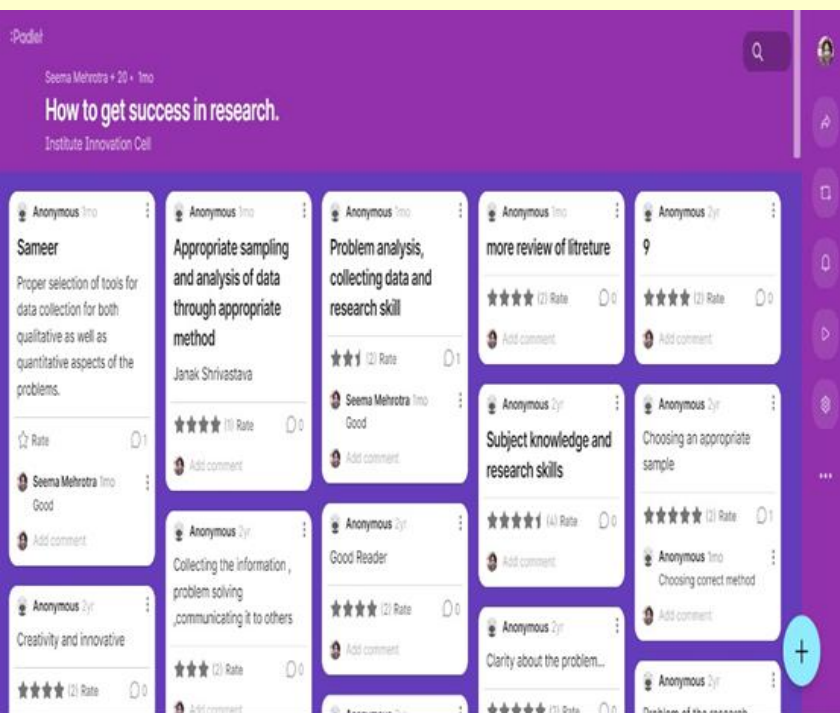 :Padlet
Seema Mehrotra + 20 • 1mo
How to get success in research.
Institute Innovation Cell
Anonymous 1mo
Sameer
Proper selection of tools for
data collection for both
qualitative as well as
quantitative aspects of the
problems.
Rate
1
Seema Mehrotra 1mo
Good
Add comment
Anonymous 2yr
Creativity and innovative
(2) Rate
0
Anonymous 1mo
Appropriate sampling
and analysis of data
through appropriate
method
Janak Shrivastava
(1) Rate
0
Add comment
Anonymous 2yr
Collecting the information ,
problem solving
,communicating it to others
(2) Rate
0
Add comment
Anonymous 1mo
Problem analysis,
collecting data and
research skill
(2) Rate
1
Seema Mehrotra 1mo
Good
Add comment
Anonymous 2yr
Good Reader
(2) Rate
0
Add comment
Anonymous 1mo
more review of litreture
(2) Rate
0
Add comment
Anonymous 2yr
Subject knowledge and
research skills
(4) Rate
0
Add comment
Anonymous 2yr
Clarity about the problem...
Rate
Anonymous 2yr
9
(2) Rate
0
Add comment
Anonymous 2yr
Choosing an appropriate
sample
(2) Rate
1
Anonymous 1mo
Choosing correct method
Add comment
Anonymous 2yr
Problem of the research